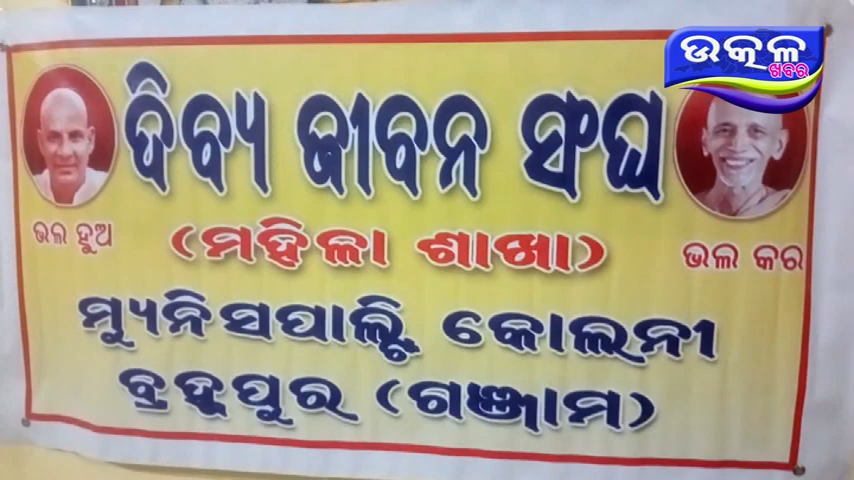 ଉତ୍କଳ
ଖବର
ଦିବ୍ୟ ଜୀବନ ସଂଘ
ଭଲ ହୁଅ
(ମହିଳା ଶାଖା)
ଭଲ କର
ମ୍ୟୁନିସପାଲ୍ଟି କୋଲନୀ
ବ୍ରହ୍ମପୁର (ଗଞ୍ଜାମ)